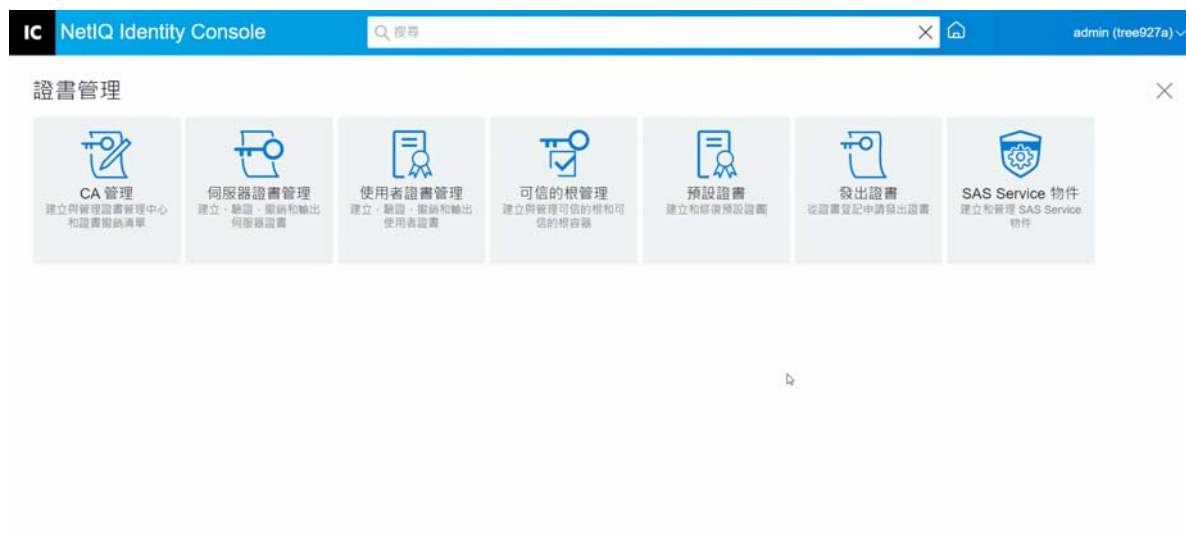 IC NetIQ Identity Console
搜尋
admin (tree927a)
證書管理
CA 管理
建立與管理證書管理中心
和證書撤銷清單
伺服器證書管理
建立、驗證、撤銷和輸出
伺服器證書
使用者證書管理
建立、驗證、撤銷和輸出
使用者證書
可信的根管理
建立與管理可信的根和可
信的根容器
預設證書
建立和修復預設證書
發出證書
從證書登記申請發出證書
SAS Service 物件
建立和管理 SAS Service
物件